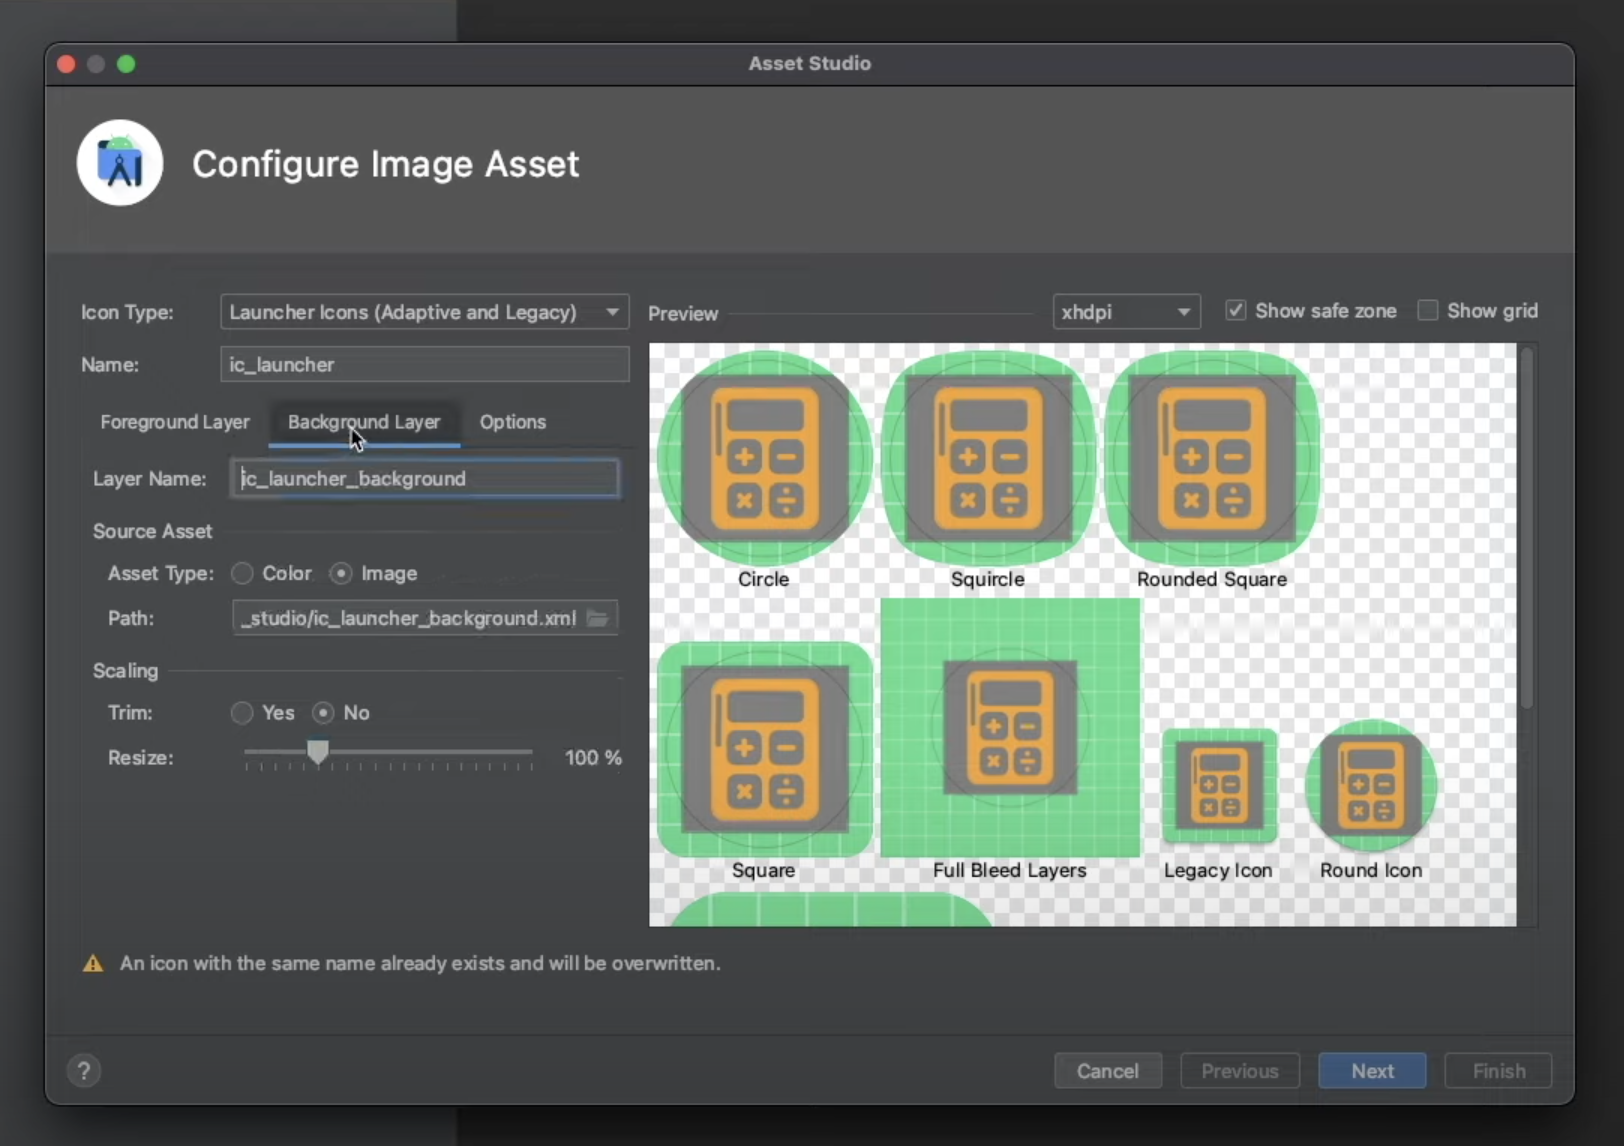 Asset Studio
Configure Image Asset
Icon Type: Launcher Icons (Adaptive and Legacy)
Name: ic_launcher
Foreground Layer Background Layer Options
Layer Name: ic_launcher_background
Source Asset
Asset Type: Color Image
Path: _studio/ic_launcher_background.xml
Scaling
Trim: Yes No
Resize: 100 %
Preview xhdpi Show safe zone Show grid
Circle Squircle Rounded Square
Square Full Bleed Layers Legacy Icon Round Icon
An icon with the same name already exists and will be overwritten.
? Cancel Previous Next Finish